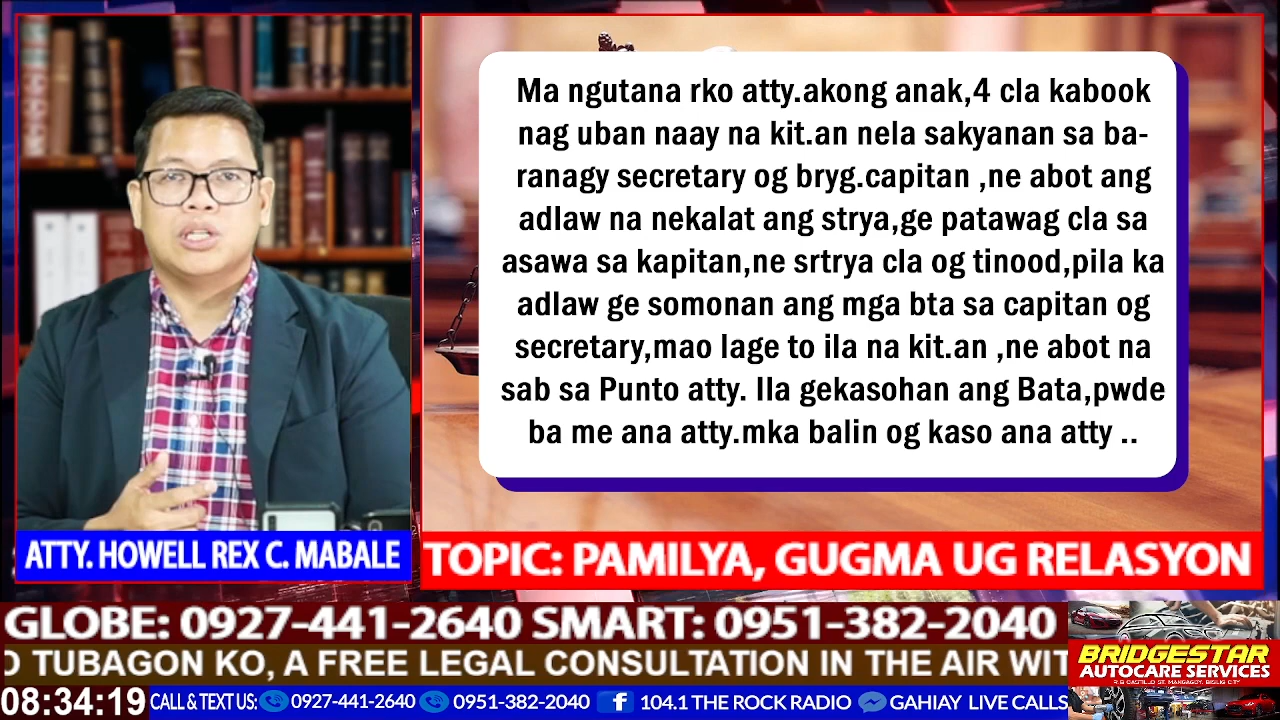 Ma ngutana rko atty.akong anak,4 cla kabook
nag uban naay na kit.an nela sakyanan sa ba-
ranagy secretary og bryg.capitan ,ne abot ang
adlaw na nekalat ang strya,ge patawag cla sa
asawa sa kapitan,ne srtrya cla og tinood,pila ka
adlaw ge somonan ang mga bta sa capitan og
secretary,mao lage to ila na kit.an ,ne abot na
sab sa Punto atty. Ila gekasohan ang Bata,pwde
ba me ana atty.mka balin og kaso ana atty ..
ATTY. HOWELL REX C. MABALE
TOPIC: PAMILYA, GUGMA UG RELASYON
GLOBE: 0927-441-2640 SMART: 0951-382-2040
O TUBAGON KO, A FREE LEGAL CONSULTATION IN THE AIR WIT
BRIDGESTAR
AUTOCARE SERVICES
R.B CASTILLO ST. MANGAGOY, BISLIG CITY
08:34:19 CALL & TEXT US: 0927-441-2640 0951-382-2040 104.1 THE ROCK RADIO GAHIAY LIVE CALLS